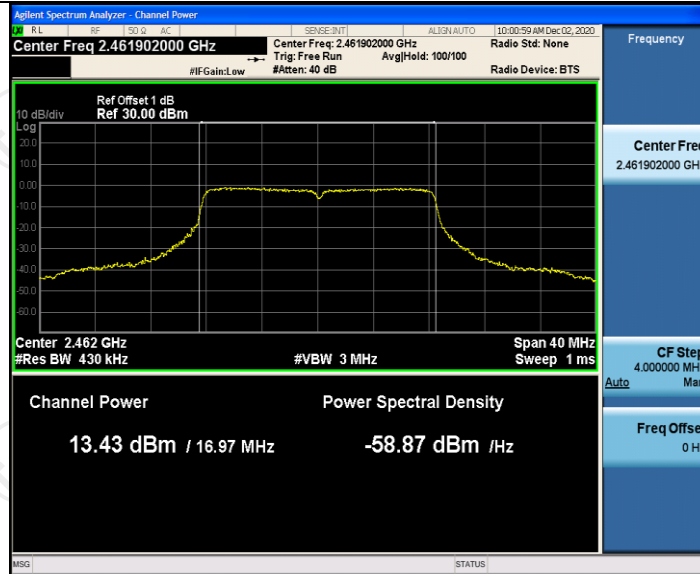 Agilent Spectrum Analyzer - Channel Power
RL RF 50 Ω AC SENSE:INT ALIGN AUTO 10:00:59 AM Dec 02, 2020
Center Freq 2.461902000 GHz
Center Freq: 2.461902000 GHz
Radio Std: None
Trig: Free Run
Avg|Hold: 100/100
#IFGain:Low
#Atten: 40 dB
Radio Device: BTS
Ref Offset 1 dB
10 dB/div Ref 30.00 dBm
Log
20.0
10.0
0.00
-10.0
-20.0
-30.0
-40.0
-50.0
-60.0
Center 2.462 GHz
Span 40 MHz
#Res BW 430 kHz
#VBW 3 MHz
Sweep 1 ms
Channel Power
Power Spectral Density
13.43 dBm / 16.97 MHz
-58.87 dBm /Hz
MSG
STATUS
Frequency
Center Fre
2.461902000 GH
CF Step
4.000000 MH
Auto Ma
Freq Offse
0 H